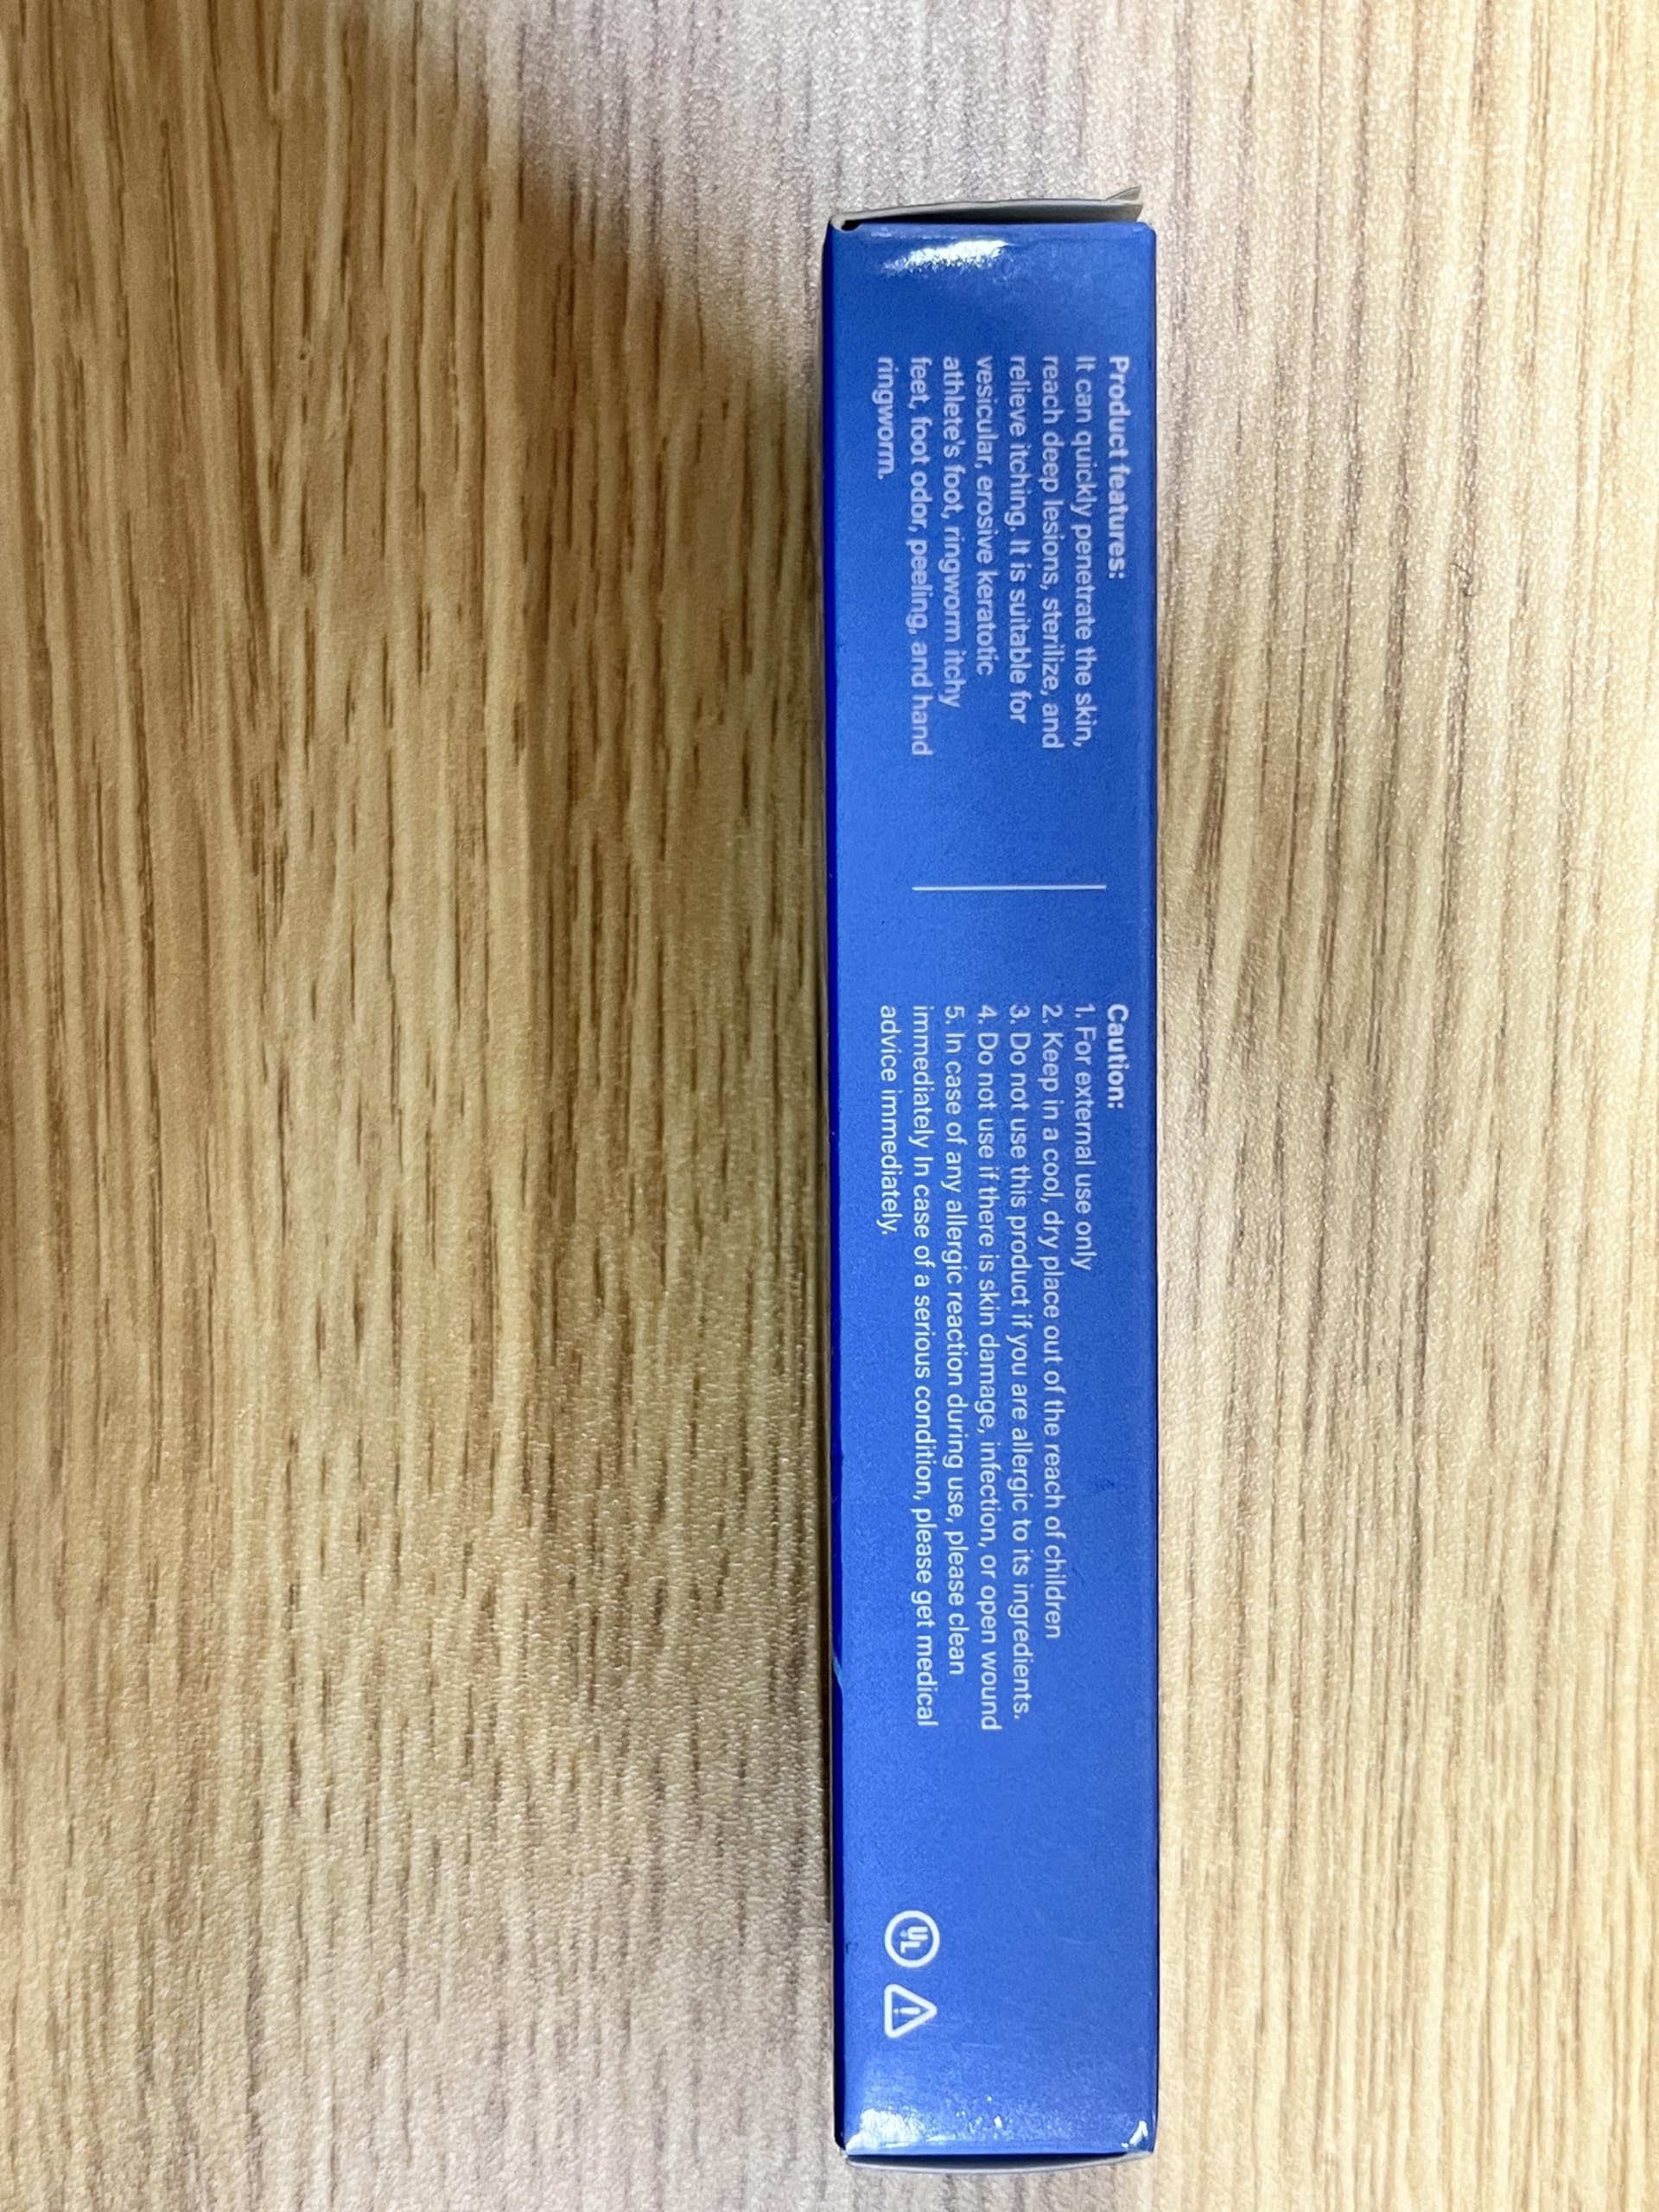 Product features:
It can quickly penetrate the skin,
reach deep lesions, sterilize, and
relieve itching. It is suitable for
vesicular, erosive keratotic
athlete's foot, ringworm itchy
feet, foot odor, peeling, and hand
ringworm.
Caution:
1. For external use only
2. Keep in a cool, dry place out of the reach of children
3. Do not use this product if you are allergic to its ingredients.
4. Do not use if there is skin damage, infection, or open wound
5. In case of any allergic reaction during use, please clean
immediately In case of a serious condition, please get medical
advice immediately.
UL